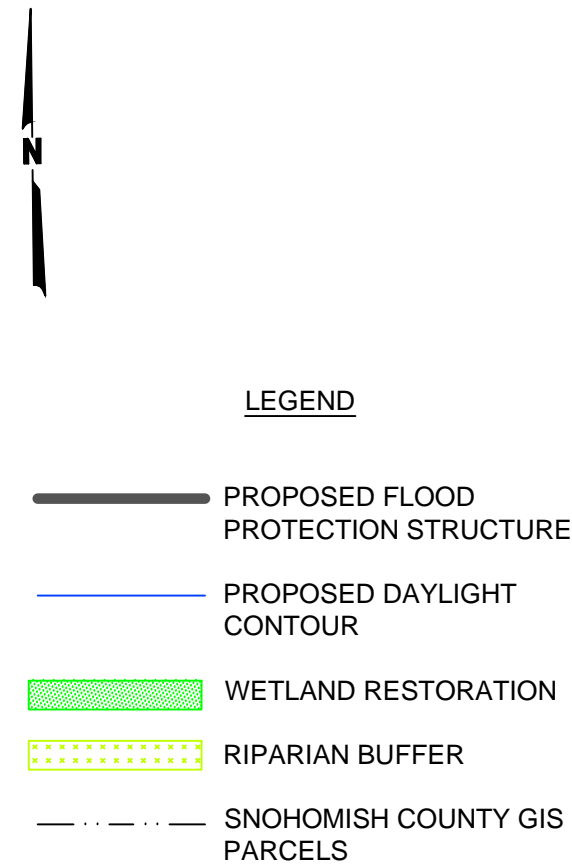 N
LEGEND
PROPOSED FLOOD
PROTECTION STRUCTURE
PROPOSED DAYLIGHT
CONTOUR
WETLAND RESTORATION
RIPARIAN BUFFER
SNOHOMISH COUNTY GIS
PARCELS